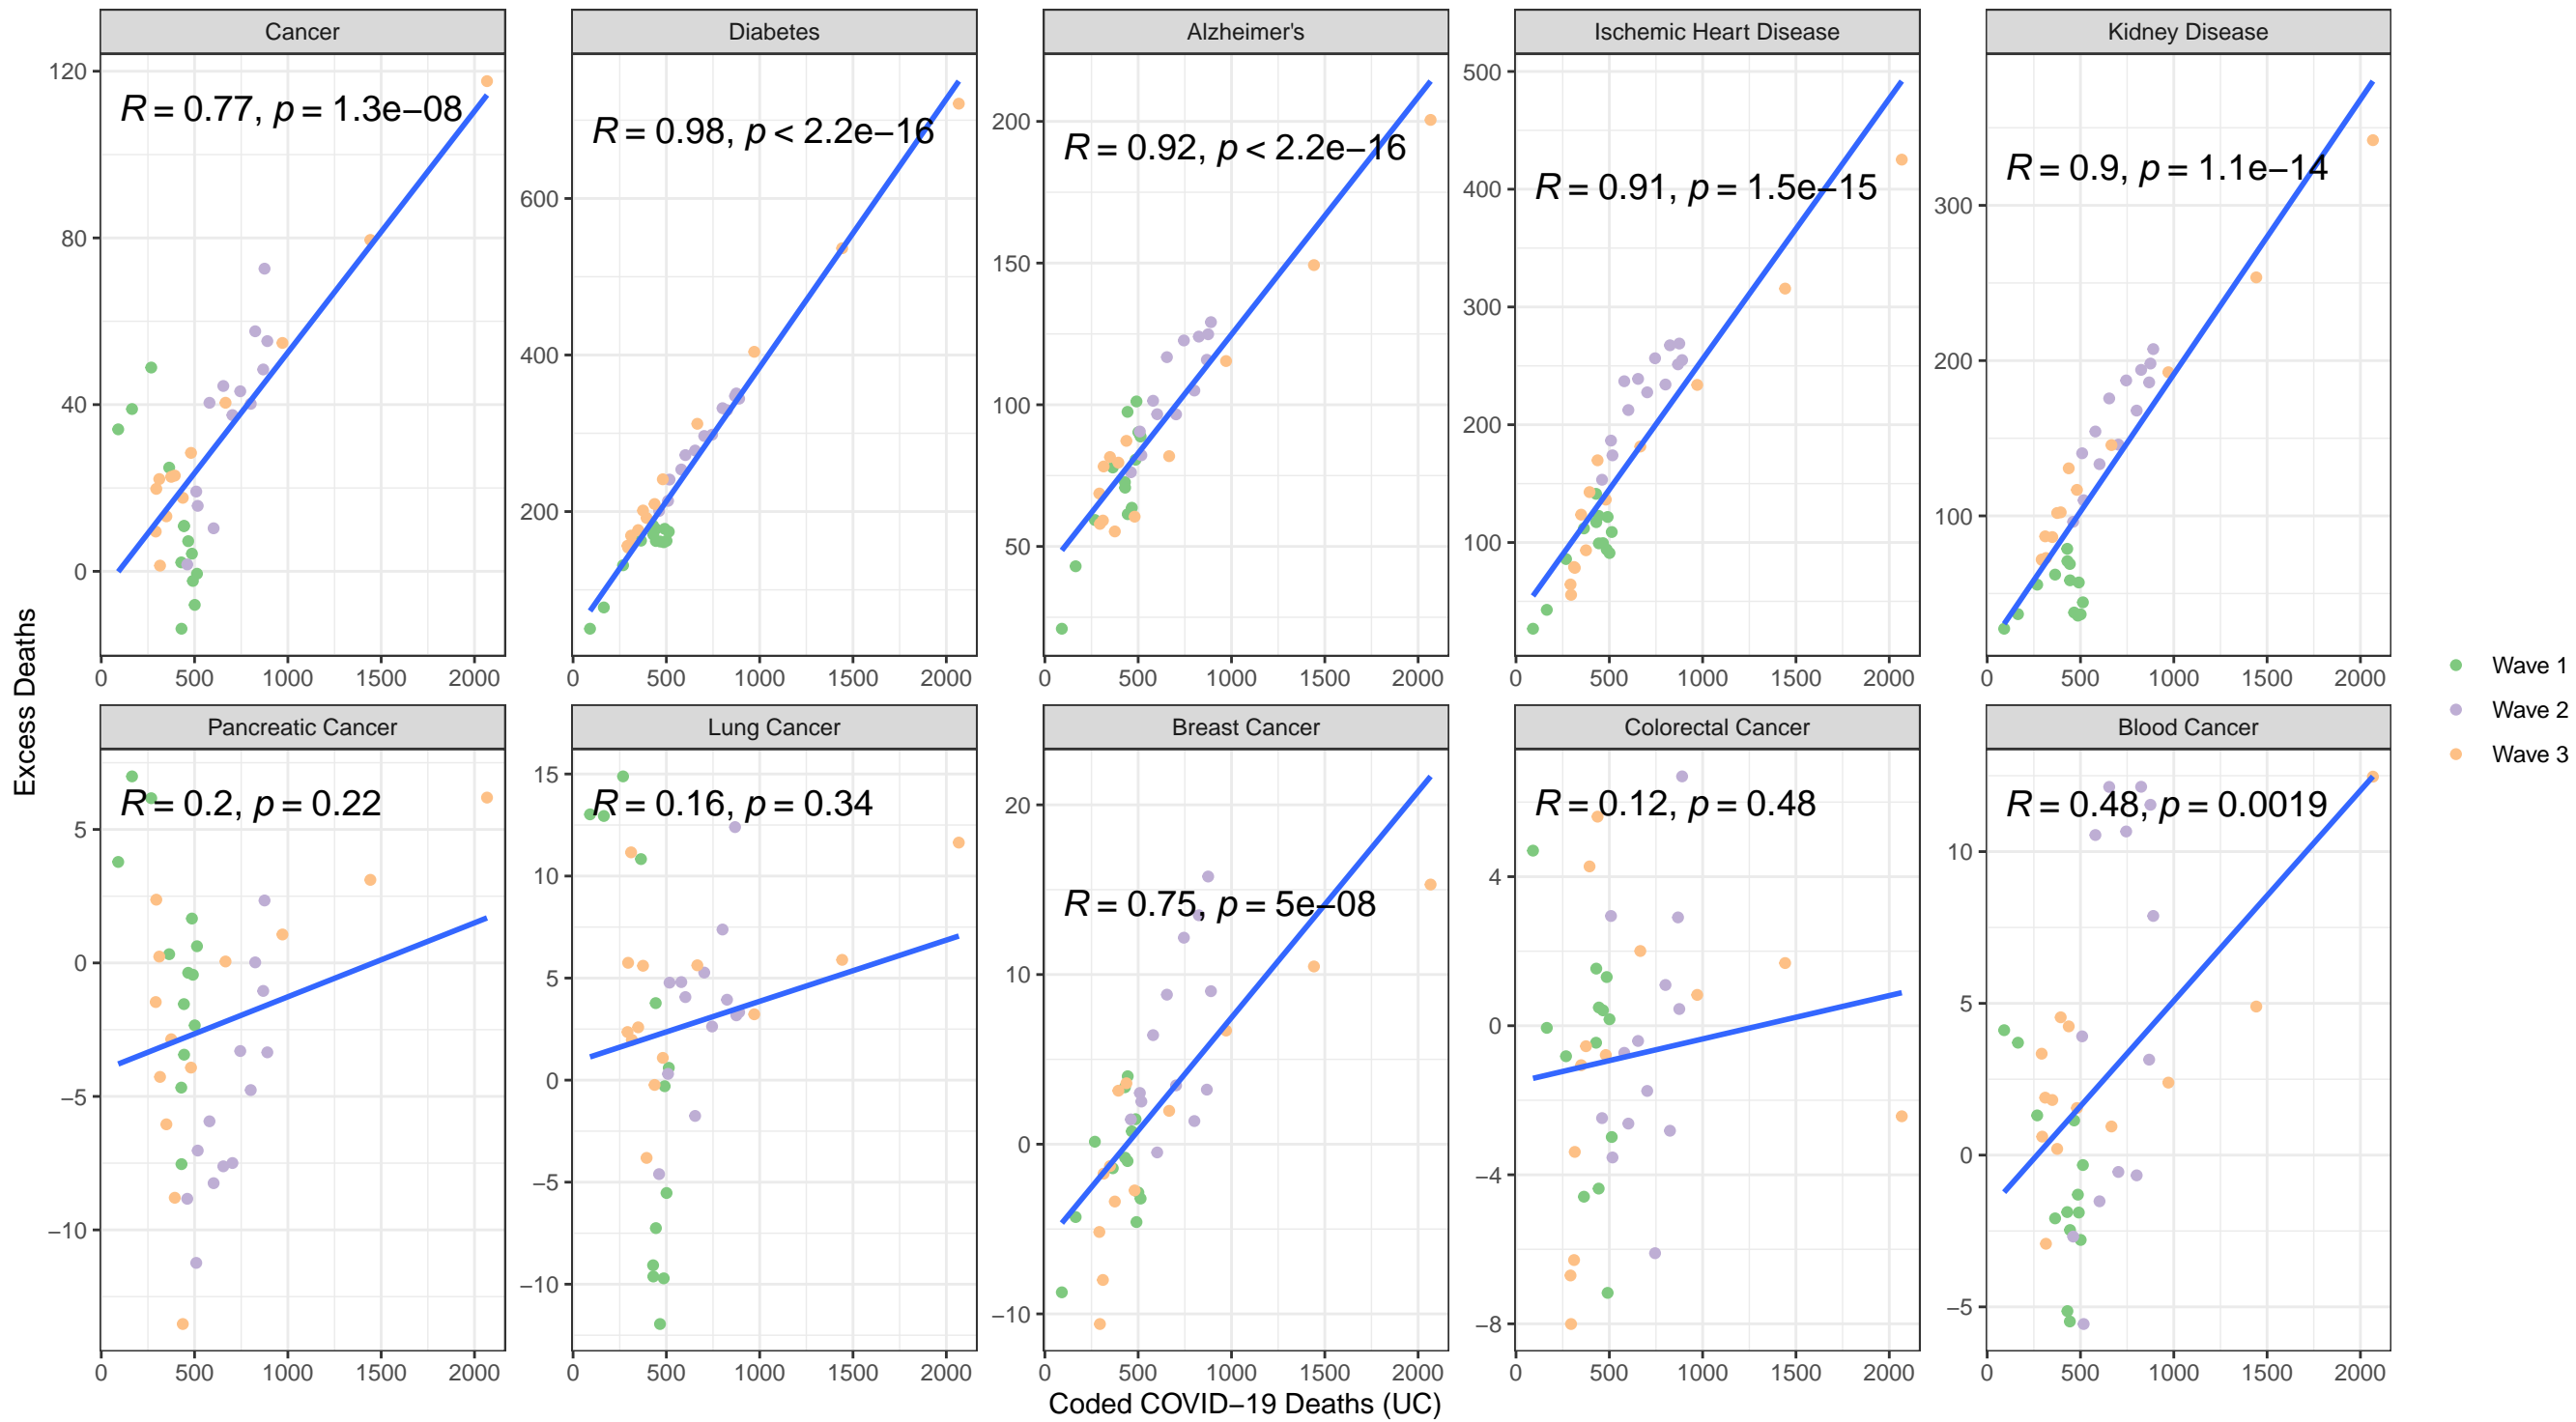 Cancer
Diabetes
Alzheimer's
Ischemic Heart Disease
Kidney Disease
R = 0.77, p = 1.3e−08
R = 0.98, p < 2.2e−16
R = 0.92, p < 2.2e−16
R = 0.91, p = 1.5e−15
R = 0.9, p = 1.1e−14
120
80
40
0
600
400
200
200
150
100
50
500
400
300
200
100
300
200
100
0 500 1000 1500 2000
0 500 1000 1500 2000
0 500 1000 1500 2000
0 500 1000 1500 2000
0 500 1000 1500 2000
Excess Deaths
Pancreatic Cancer
Lung Cancer
Breast Cancer
Colorectal Cancer
Blood Cancer
R = 0.2, p = 0.22
R = 0.16, p = 0.34
R = 0.75, p = 5e−08
R = 0.12, p = 0.48
R = 0.48, p = 0.0019
5
0
−5
−10
15
10
5
0
−5
−10
20
10
0
−10
4
0
−4
−8
10
5
0
−5
0 500 1000 1500 2000
0 500 1000 1500 2000
0 500 1000 1500 2000
0 500 1000 1500 2000
0 500 1000 1500 2000
Coded COVID−19 Deaths (UC)
Wave 1
Wave 2
Wave 3